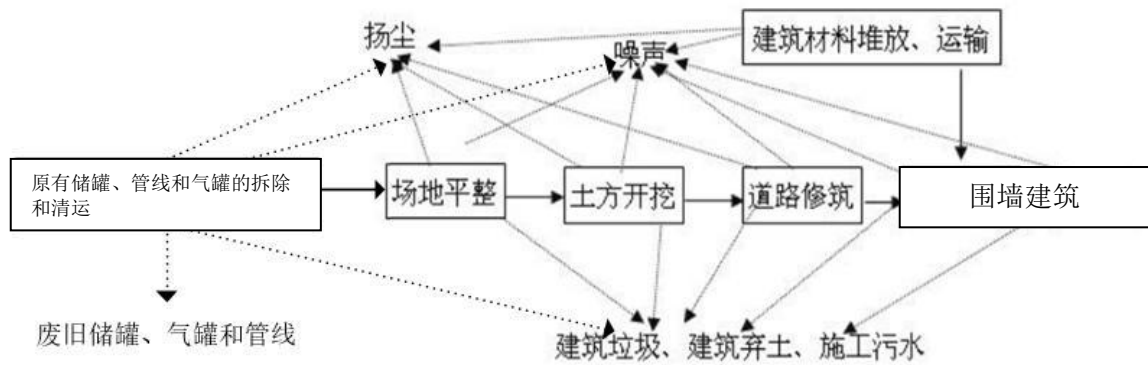 扬尘
噪声
建筑材料堆放、运输
原有储罐、管线和气罐的拆除
和清运
场地平整
土方开挖
道路修筑
围墙建筑
废旧储罐、气罐和管线
建筑垃圾、建筑弃土、施工污水